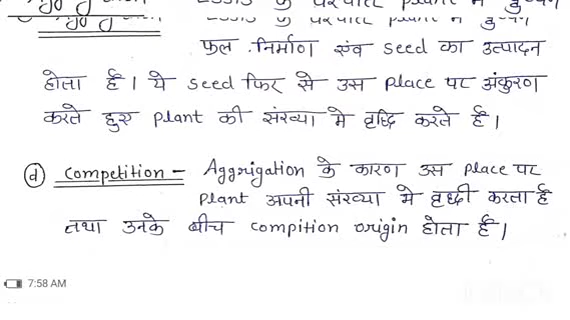 plant
फल निर्माण एंव seed का उत्पादन
होता है। ये seed फिर से उस place पर अंकुरण
करते हुए plant की संख्या मे वृद्धि करते है।
(d) Competition - Aggrigation के कारण उस place पर
plant अपनी संख्या मे वृध्दी करता है
तथा उनके बीच compition origin होता है।
7:58 AM